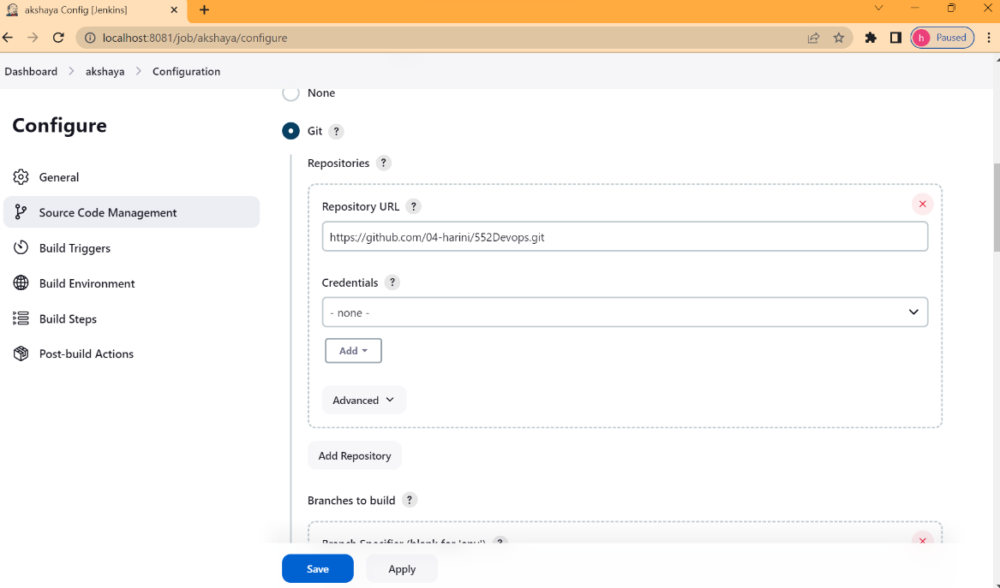 akshaya Config [Jenkins]
localhost:8081/job/akshaya/configure
h Paused
Dashboard > akshaya > Configuration
Configure
General
Source Code Management
Build Triggers
Build Environment
Build Steps
Post-build Actions
None
Git ?
Repositories ?
Repository URL ?
https://github.com/04-harini/552Devops.git
Credentials ?
- none -
Add
Advanced
Add Repository
Branches to build ?
Branch Specifier (blank for 'any') ?
Save Apply